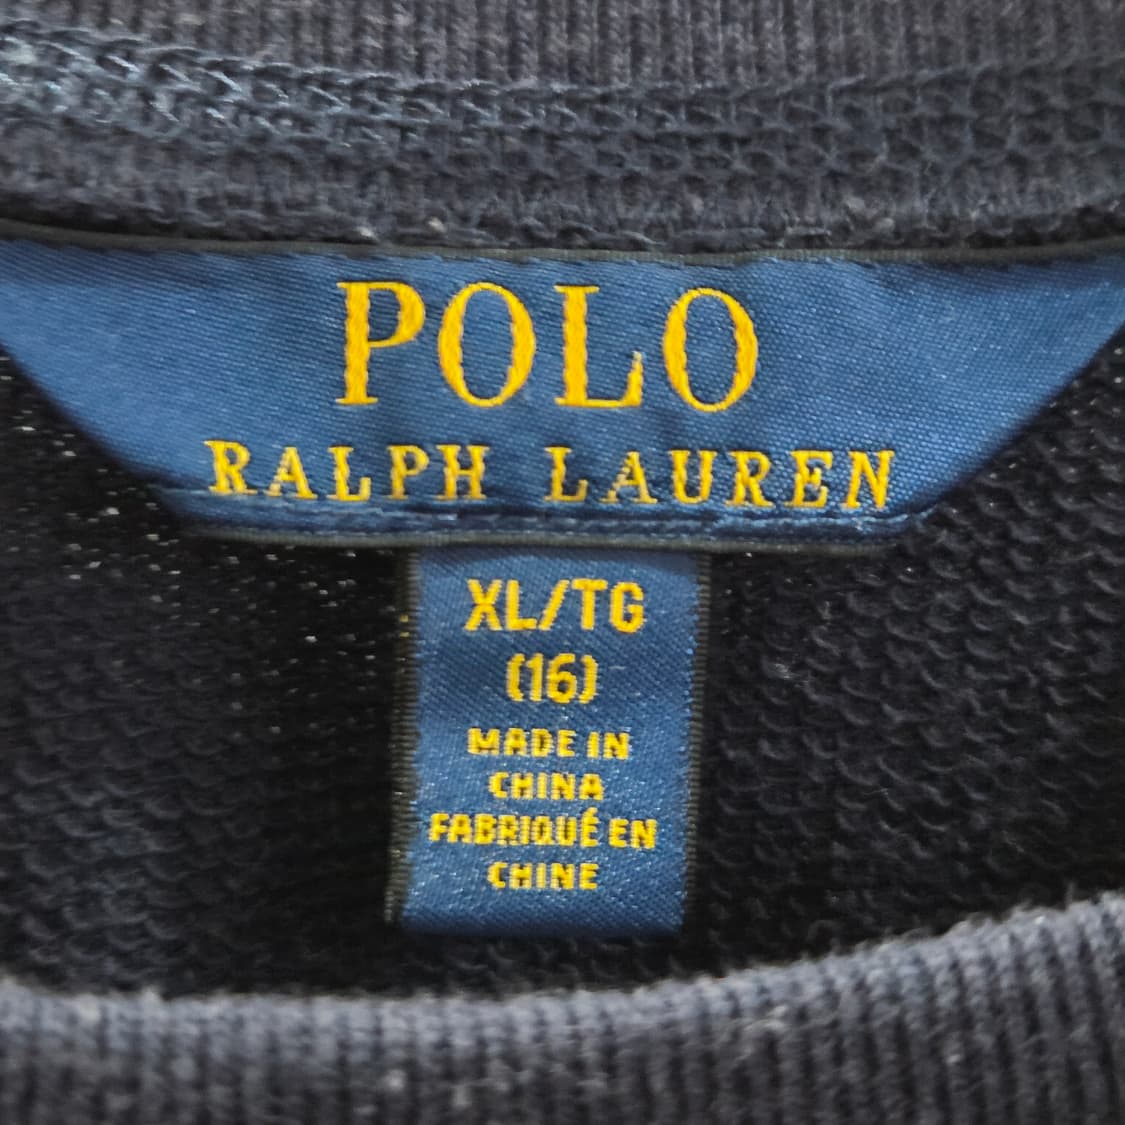 POLO
RALPH LAUREN
XL/TG
(16)
MADE IN
CHINA
FABRIQUÉ EN
CHINE